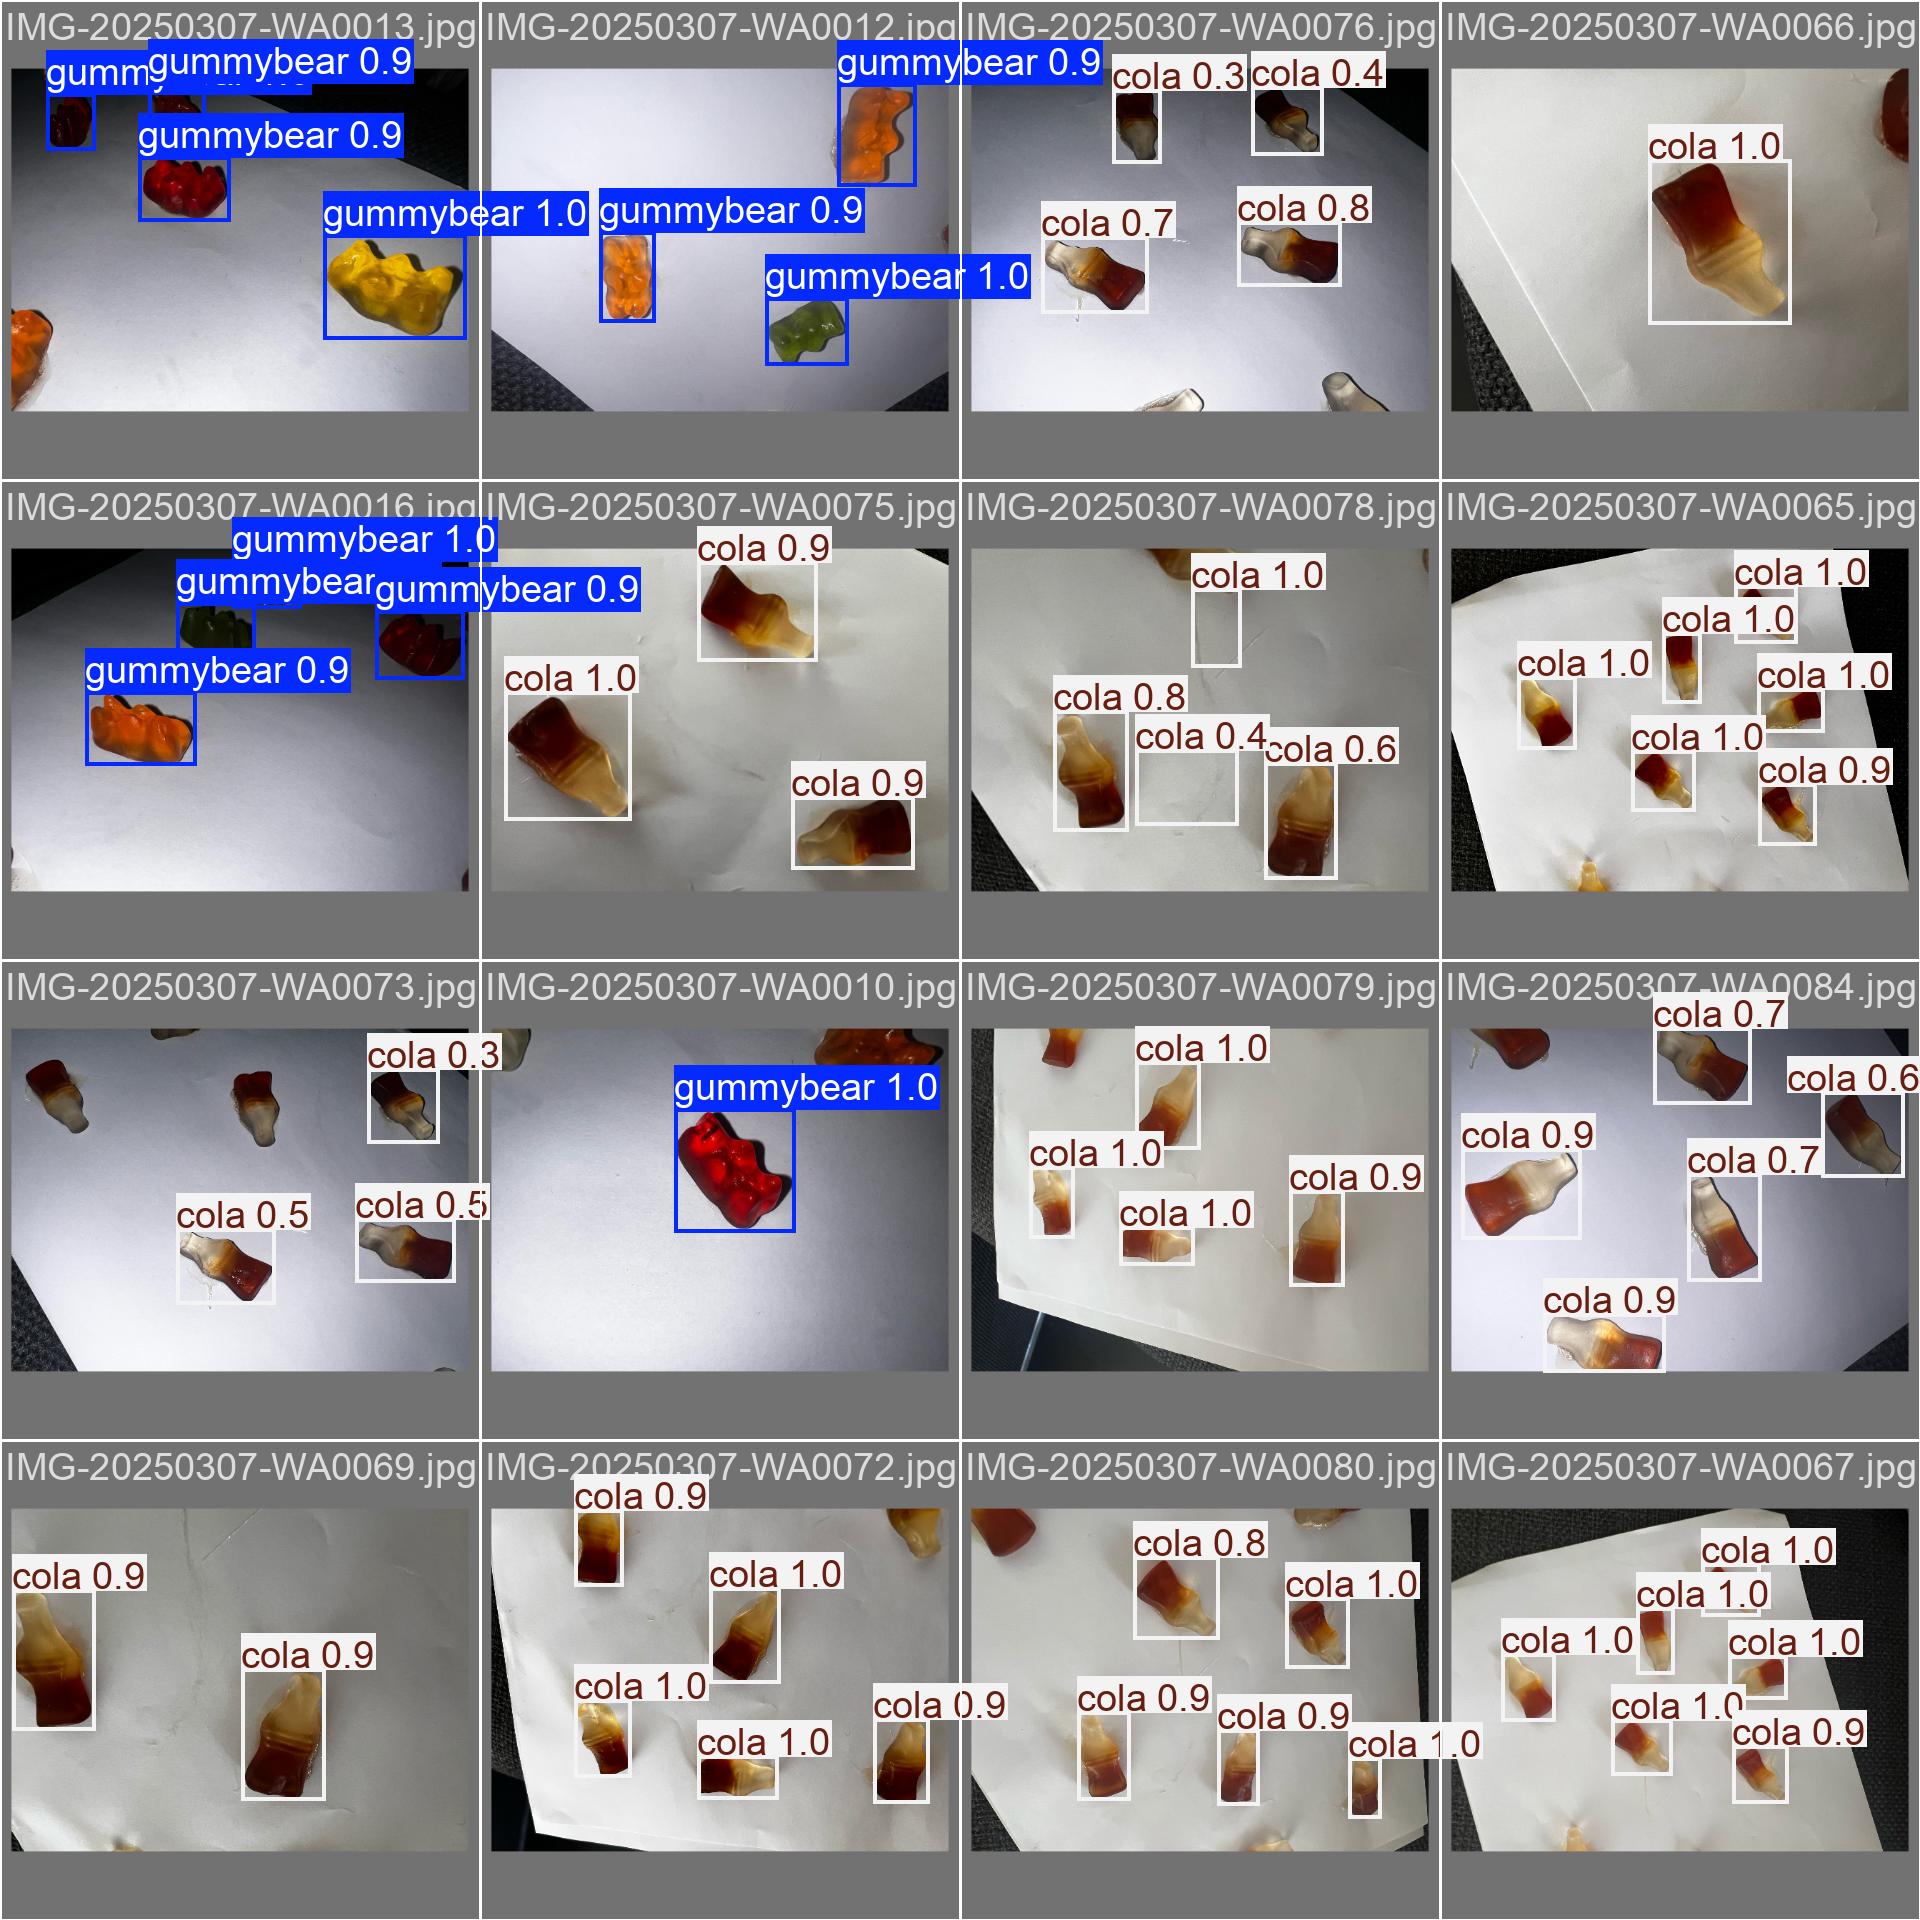 IMG-20250307-WA0013.jpg
gumm
gummybear 0.9
gummybear 0.9
gummybear 1.0
IMG-20250307-WA0012.jpg
gummybear 0.9
gummybear 0.9
gummybear 1.0
IMG-20250307-WA0076.jpg
cola 0.3
cola 0.4
cola 0.7
cola 0.8
IMG-20250307-WA0066.jpg
cola 1.0
IMG-20250307-WA0016.jpg
gummybear 1.0
gummybear
gummybear 0.9
gummybear 0.9
IMG-20250307-WA0075.jpg
cola 0.9
cola 1.0
cola 0.9
IMG-20250307-WA0078.jpg
cola 1.0
cola 0.8
cola 0.4
cola 0.6
IMG-20250307-WA0065.jpg
cola 1.0
cola 1.0
cola 1.0
cola 1.0
cola 1.0
cola 0.9
IMG-20250307-WA0073.jpg
cola 0.3
cola 0.5
cola 0.5
IMG-20250307-WA0010.jpg
gummybear 1.0
IMG-20250307-WA0079.jpg
cola 1.0
cola 1.0
cola 0.9
cola 1.0
IMG-20250307-WA0084.jpg
cola 0.7
cola 0.6
cola 0.9
cola 0.7
cola 0.9
IMG-20250307-WA0069.jpg
cola 0.9
cola 0.9
IMG-20250307-WA0072.jpg
cola 0.9
cola 1.0
cola 1.0
cola 0.9
cola 1.0
IMG-20250307-WA0080.jpg
cola 0.8
cola 1.0
cola 0.9
cola 0.9
cola 1.0
IMG-20250307-WA0067.jpg
cola 1.0
cola 1.0
cola 1.0
cola 1.0
cola 1.0
cola 0.9